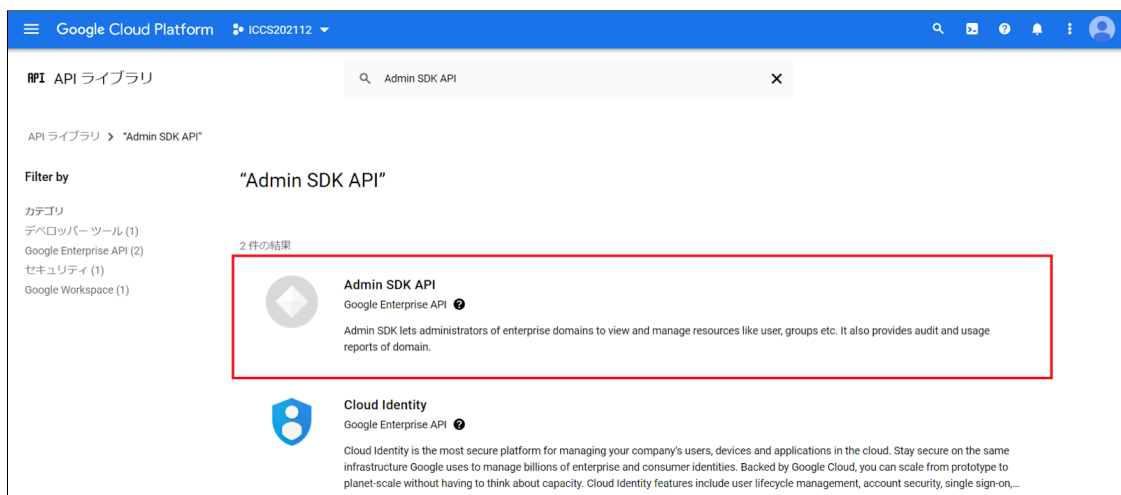 Google Cloud Platform ICCS202112
API API ライブラリ
Admin SDK API
API ライブラリ "Admin SDK API"
Filter by
カテゴリ
デベロッパー ツール (1)
Google Enterprise API (2)
セキュリティ (1)
Google Workspace (1)
“Admin SDK API”
2 件の結果
Admin SDK API
Google Enterprise API
Admin SDK lets administrators of enterprise domains to view and manage resources like user, groups etc. It also provides audit and usage
reports of domain.
Cloud Identity
Google Enterprise API
Cloud Identity is the most secure platform for managing your company's users, devices and applications in the cloud. Stay secure on the same
infrastructure Google uses to manage billions of enterprise and consumer identities. Backed by Google Cloud, you can scale from prototype to
planet-scale without having to think about capacity. Cloud Identity features include user lifecycle management, account security, single sign-on,...